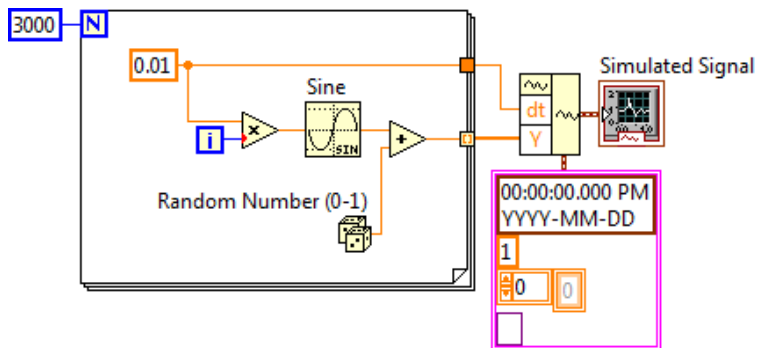 3000
N
0.01
Simulated Signal
Sine
dt
i
x
SIN
+
Y
Random Number (0-1)
00:00:00.000 PM
YYYY-MM-DD
1
0 0